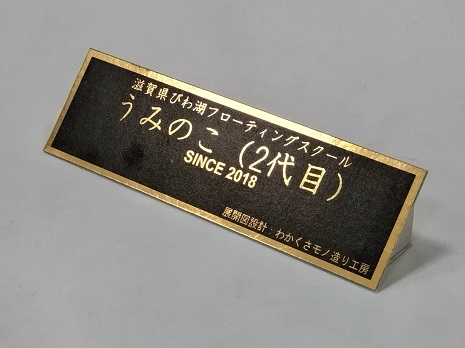 滋賀県びわ湖フローティングスクール
うみのこ（2代目）
SINCE 2018
展開図設計：わかくさモノ造り工房